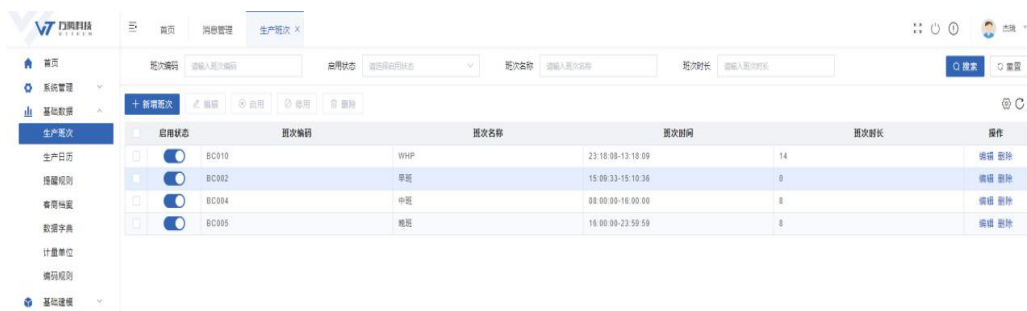 万同科技
VITREN
首页 消息管理 生产班次 ×
杰瑞
首页
系统管理
基础数据
生产班次
生产日历
提醒规则
客商档案
数据字典
计量单位
编码规则
基础建模
班次编码 请输入班次编码 启用状态 请选择启用状态 班次名称 请输入班次名称 班次时长 请输入班次时长 搜索 重置
+ 新增班次 编辑 启用 停用 删除
启用状态 班次编码 班次名称 班次时间 班次时长 操作
BC010 WHP 23:18:08-13:18:09 14 编辑 删除
BC002 早班 15:09:33-15:10:36 0 编辑 删除
BC004 中班 08:00:00-16:00:00 8 编辑 删除
BC005 晚班 16:00:00-23:59:59 8 编辑 删除